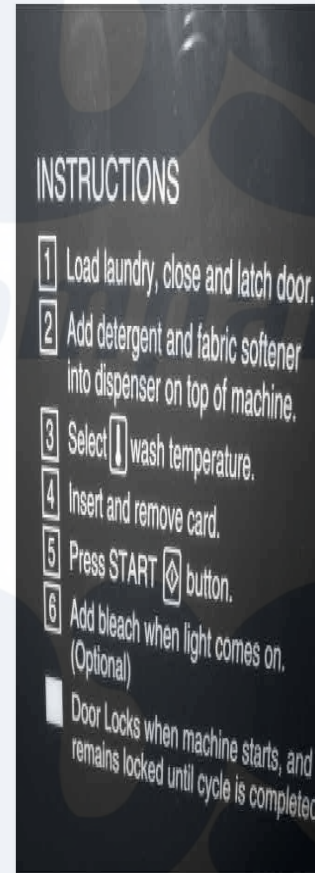 INSTRUCTIONS
1 Load laundry, close and latch door.
2 Add detergent and fabric softener
into dispenser on top of machine.
3 Select wash temperature.
4 Insert and remove card.
5 Press START button.
6 Add bleach when light comes on.
(Optional)
Door Locks when machine starts, and
remains locked until cycle is completed